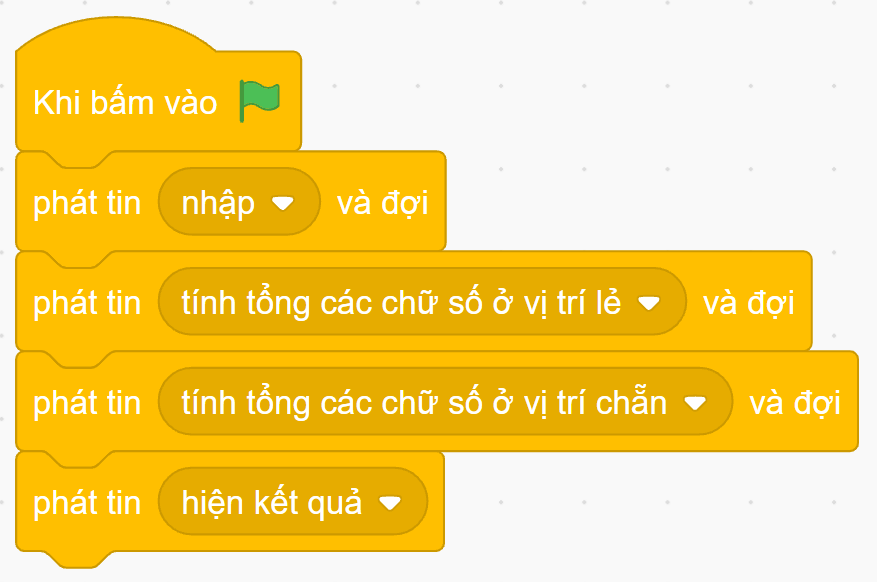 Khi bấm vào
phát tin nhập và đợi
phát tin tính tổng các chữ số ở vị trí lẻ và đợi
phát tin tính tổng các chữ số ở vị trí chẵn và đợi
phát tin hiện kết quả